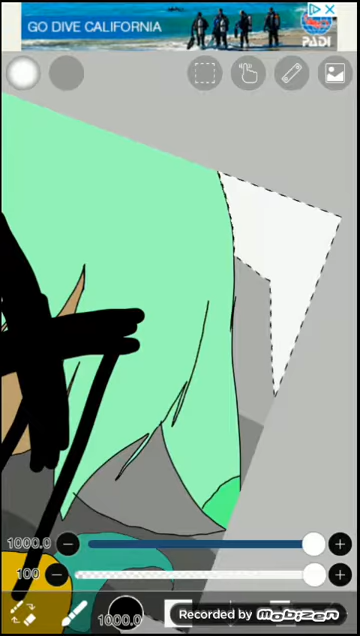 GO DIVE CALIFORNIA
PADI
1000.0
100
1000.0
Recorded by mobizen